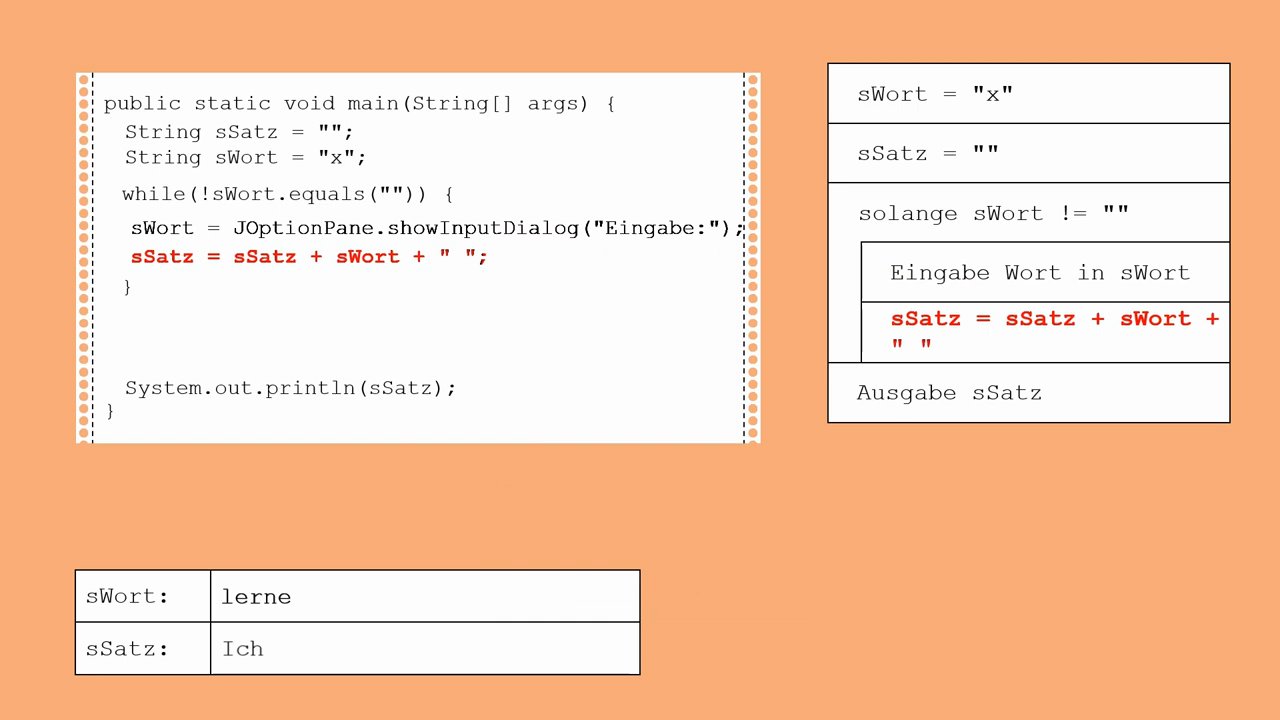 public static void main(String[] args) {
String sSatz = "";
String sWort = "x";
while(!sWort.equals("")) {
sWort = JOptionPane.showInputDialog("Eingabe:");
sSatz = sSatz + sWort + " ";
}
System.out.println(sSatz);
}
sWort = "x"
sSatz = ""
solange sWort != ""
Eingabe Wort in sWort
sSatz = sSatz + sWort +
" "
Ausgabe sSatz
sWort: lerne
sSatz: Ich